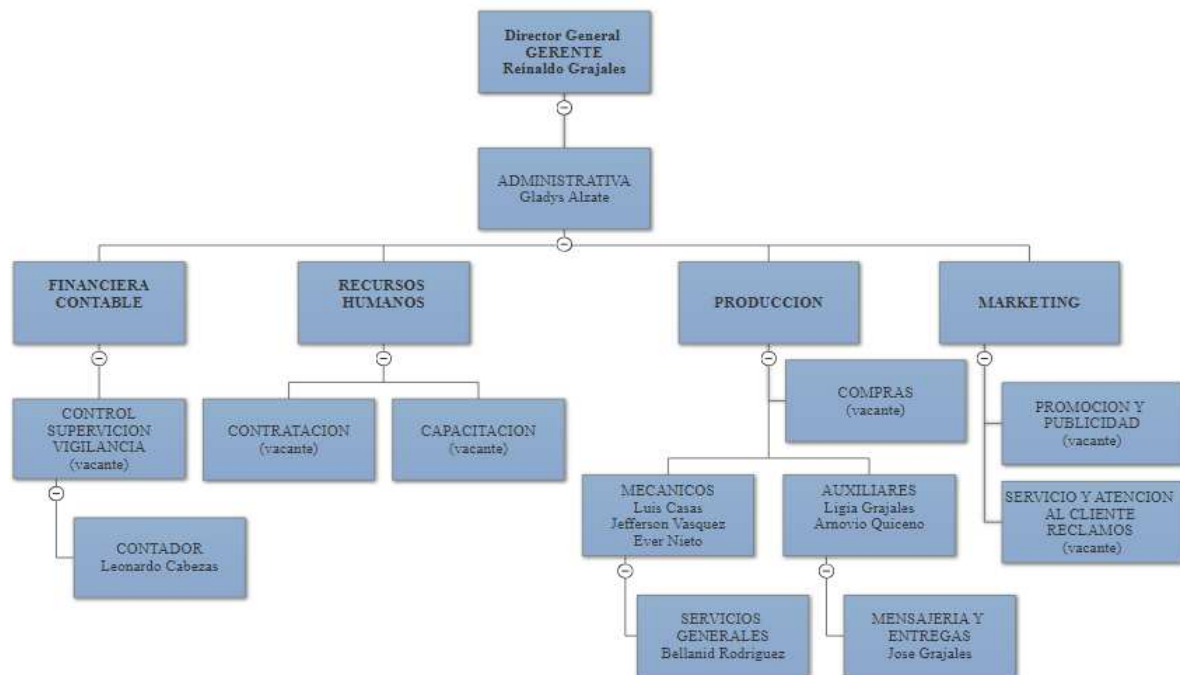 Director General
GERENTE
Reinaldo Grajales
ADMINISTRATIVA
Gladys Alzate
FINANCIERA
CONTABLE
RECURSOS
HUMANOS
PRODUCCION
MARKETING
CONTROL
SUPERVICION
VIGILANCIA
(vacante)
CONTRATACION
(vacante)
CAPACITACION
(vacante)
COMPRAS
(vacante)
PROMOCION Y
PUBLICIDAD
(vacante)
CONTADOR
Leonardo Cabezas
MECANICOS
Luis Casas
Jefferson Vasquez
Ever Nieto
AUXILIARES
Ligia Grajales
Arnovio Quiceno
SERVICIO Y ATENCION
AL CLIENTE
RECLAMOS
(vacante)
SERVICIOS
GENERALES
Bellanid Rodriguez
MENSAJERIA Y
ENTREGAS
Jose Grajales